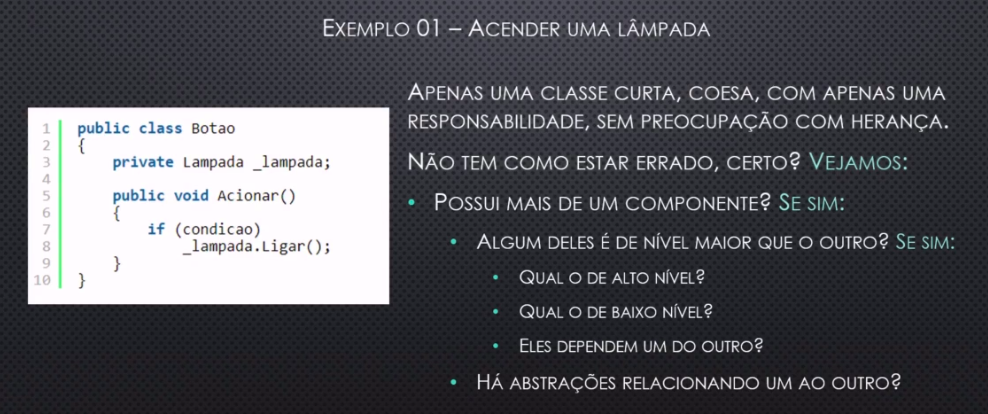 Exemplo 01 – Acender uma lâmpada
Apenas uma classe curta, coesa, com apenas uma
responsabilidade, sem preocupação com herança.
Não tem como estar errado, certo? Vejamos:
• Possui mais de um componente? Se sim:
• Algum deles é de nível maior que o outro? Se sim:
• Qual o de alto nível?
• Qual o de baixo nível?
• Eles dependem um do outro?
• Há abstrações relacionando um ao outro?
1 public class Botao
2 {
3     private Lampada _lampada;
4
5     public void Acionar()
6     {
7         if (condicao)
8             _lampada.Ligar();
9     }
10 }